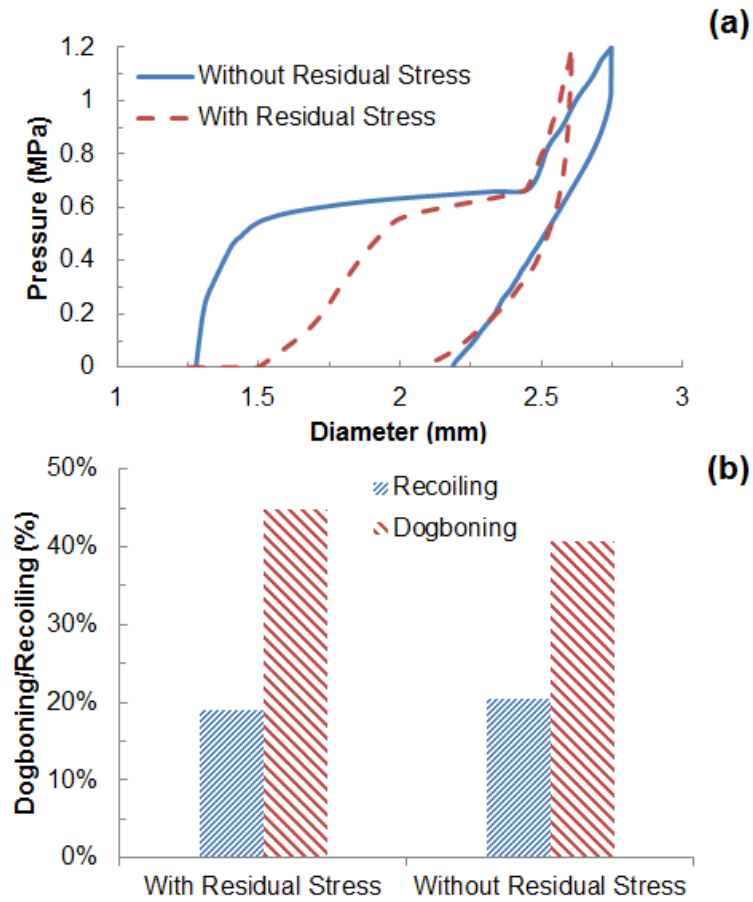 (a)
1.2
1
0.8
0.6
0.4
0.2
0
Pressure (MPa)
Without Residual Stress
With Residual Stress
1
1.5
2
2.5
3
Diameter (mm)
(b)
50%
40%
30%
20%
10%
0%
Dogboning/Recoiling (%)
Recoiling
Dogboning
With Residual Stress
Without Residual Stress